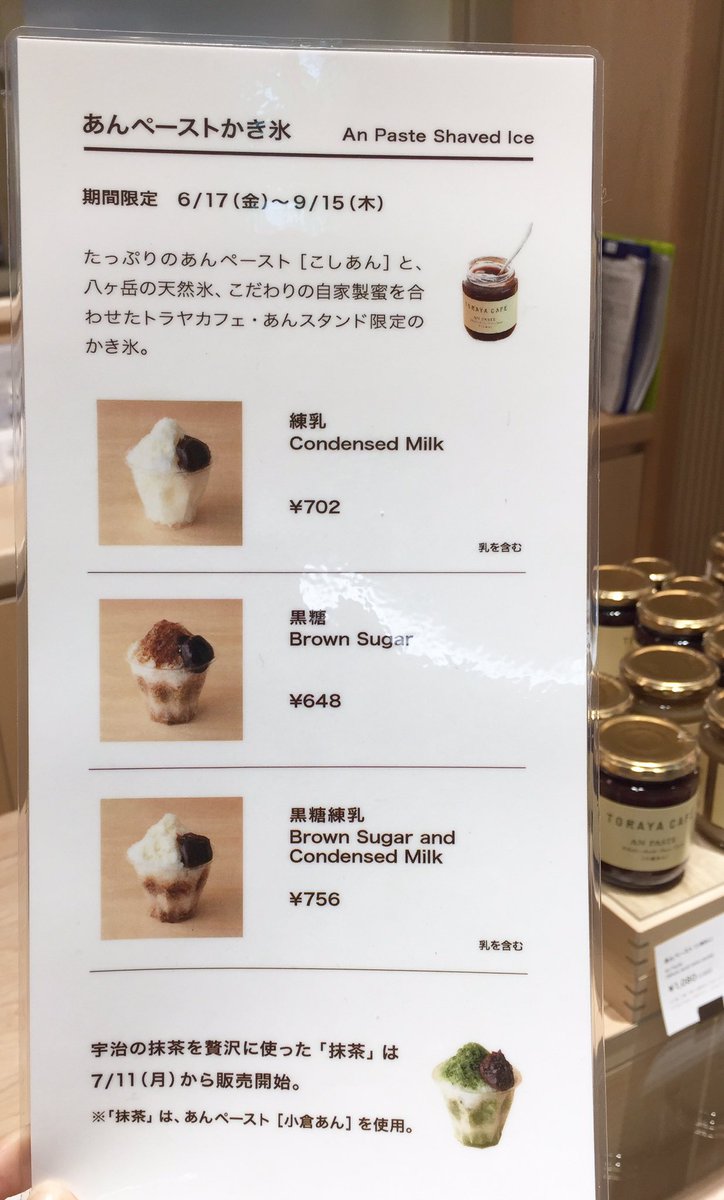 あんペーストかき氷 An Paste Shaved Ice
期間限定 6/17(金)〜9/15(木)
たっぷりのあんペースト［こしあん］と、
八ヶ岳の天然氷、こだわりの自家製蜜を合
わせたトラヤカフェ・あんスタンド限定の
かき氷。
TORAYA CAFE
AN PASTE
練乳
Condensed Milk
¥702
乳を含む
黒糖
Brown Sugar
¥648
黒糖練乳
Brown Sugar and
Condensed Milk
¥756
乳を含む
宇治の抹茶を贅沢に使った「抹茶」は
7/11(月)から販売開始。
※「抹茶」は、あんペースト［小倉あん］を使用。
TORAYA CAFE
AN PASTE
¥1,080